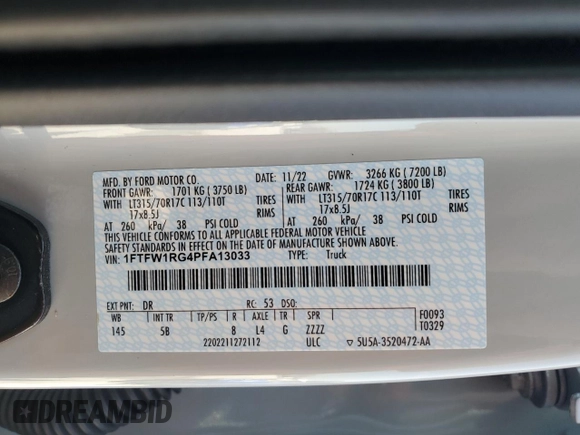 MFD. BY FORD MOTOR CO.
DATE: 11/22 GVWR: 3266 KG ( 7200 LB)
FRONT GAWR: 1701 KG ( 3750 LB) REAR GAWR: 1724 KG ( 3800 LB)
WITH LT315/70R17C 113/110T TIRES WITH LT315/70R17C 113/110T TIRES
17x8.5J RIMS 17x8.5J RIMS
AT 260 kPa/ 38 PSI COLD AT 260 kPa/ 38 PSI COLD
THIS VEHICLE CONFORMS TO ALL APPLICABLE FEDERAL MOTOR VEHICLE
SAFETY STANDARDS IN EFFECT ON THE DATE OF MANUFACTURE SHOWN ABOVE.
VIN: 1FTFW1RG4PFA13033 TYPE: Truck
EXT PNT: DR RC: 53 DSO:
WB INT TR TP/PS R AXLE TR SPR F0093
145 5B 8 L4 G ZZZZ T0329
2202211272112 ULC ▽ 5U5A-3520472-AA
DREAMBID